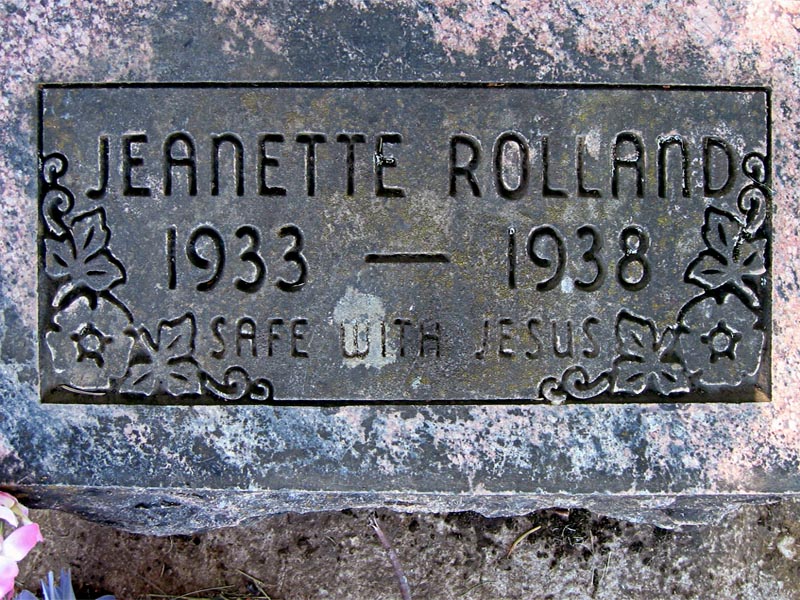 JEANETTE ROLLAND
1933 — 1938
SAFE WITH JESUS